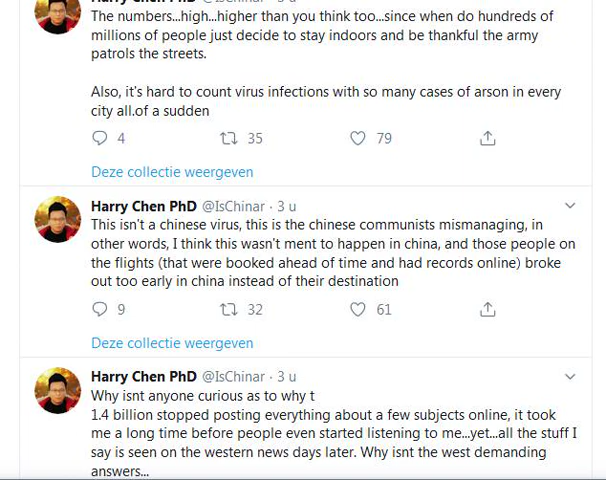 The numbers...high...higher than you think too...since when do hundreds of
millions of people just decide to stay indoors and be thankful the army
patrols the streets.
Also, it's hard to count virus infections with so many cases of arson in every
city all.of a sudden
4 35 79
Deze collectie weergeven
Harry Chen PhD @IsChinar · 3 u
This isn't a chinese virus, this is the chinese communists mismanaging, in
other words, I think this wasn't ment to happen in china, and those people on
the flights (that were booked ahead of time and had records online) broke
out too early in china instead of their destination
9 32 61
Deze collectie weergeven
Harry Chen PhD @IsChinar · 3 u
Why isnt anyone curious as to why t
1.4 billion stopped posting everything about a few subjects online, it took
me a long time before people even started listening to me...yet...all the stuff I
say is seen on the western news days later. Why isnt the west demanding
answers...